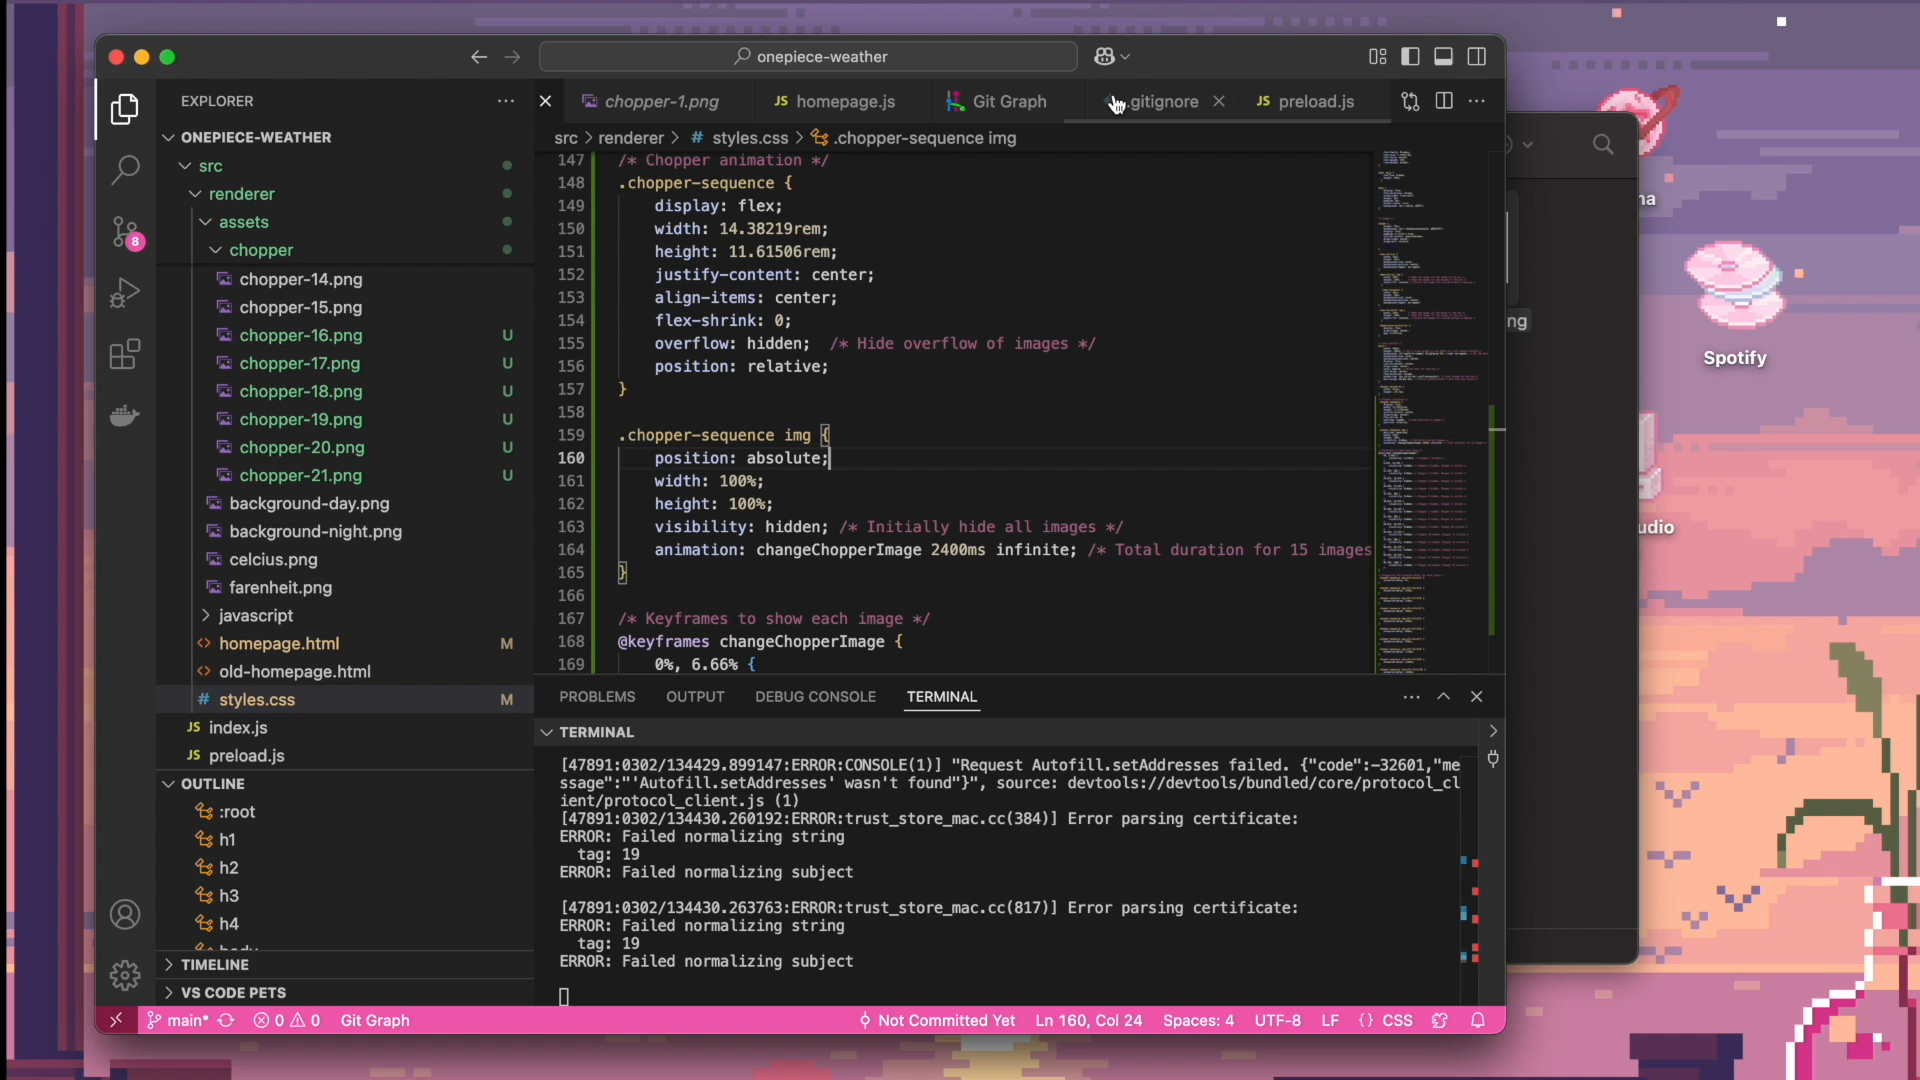 onepiece-weather
EXPLORER
chopper-1.png
JS homepage.js
Git Graph
.gitignore
JS preload.js
ONEPIECE-WEATHER
src > renderer > # styles.css > .chopper-sequence img
src
renderer
assets
chopper
chopper-14.png
chopper-15.png
chopper-16.png U
chopper-17.png U
chopper-18.png U
chopper-19.png U
chopper-20.png U
chopper-21.png U
background-day.png
background-night.png
celcius.png
farenheit.png
javascript
<> homepage.html M
<> old-homepage.html
# styles.css M
JS index.js
JS preload.js
OUTLINE
:root
h1
h2
h3
h4
body
TIMELINE
VS CODE PETS
8
147 /* Chopper animation */
148 .chopper-sequence {
149 display: flex;
150 width: 14.38219rem;
151 height: 11.61506rem;
152 justify-content: center;
153 align-items: center;
154 flex-shrink: 0;
155 overflow: hidden; /* Hide overflow of images */
156 position: relative;
157 }
158
159 .chopper-sequence img {
160 position: absolute;
161 width: 100%;
162 height: 100%;
163 visibility: hidden; /* Initially hide all images */
164 animation: changeChopperImage 2400ms infinite; /* Total duration for 15 images
165 }
166
167 /* Keyframes to show each image */
168 @keyframes changeChopperImage {
169 0%, 6.66% {
PROBLEMS OUTPUT DEBUG CONSOLE TERMINAL
TERMINAL
[47891:0302/134429.899147:ERROR:CONSOLE(1)] "Request Autofill.setAddresses failed. {"code":-32601,"me
ssage":"'Autofill.setAddresses' wasn't found"}", source: devtools://devtools/bundled/core/protocol_cl
ient/protocol_client.js (1)
[47891:0302/134430.260192:ERROR:trust_store_mac.cc(384)] Error parsing certificate:
ERROR: Failed normalizing string
tag: 19
ERROR: Failed normalizing subject
[47891:0302/134430.263763:ERROR:trust_store_mac.cc(817)] Error parsing certificate:
ERROR: Failed normalizing string
tag: 19
ERROR: Failed normalizing subject
main* 0 0 Git Graph Not Committed Yet Ln 160, Col 24 Spaces: 4 UTF-8 LF {} CSS
na
ng
Spotify
udio